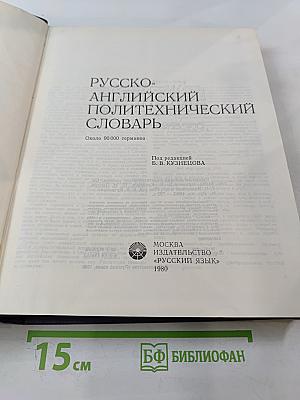 РУССКО-
АНГЛИЙСКИЙ
ПОЛИТЕХНИЧЕСКИЙ
СЛОВАРЬ
Около 90 000 терминов
Под редакцией
Б. В. КУЗНЕЦОВА
МОСКВА
ИЗДАТЕЛЬСТВО
«РУССКИЙ ЯЗЫК»
1980
15 см
БФ БИБЛИОФАН